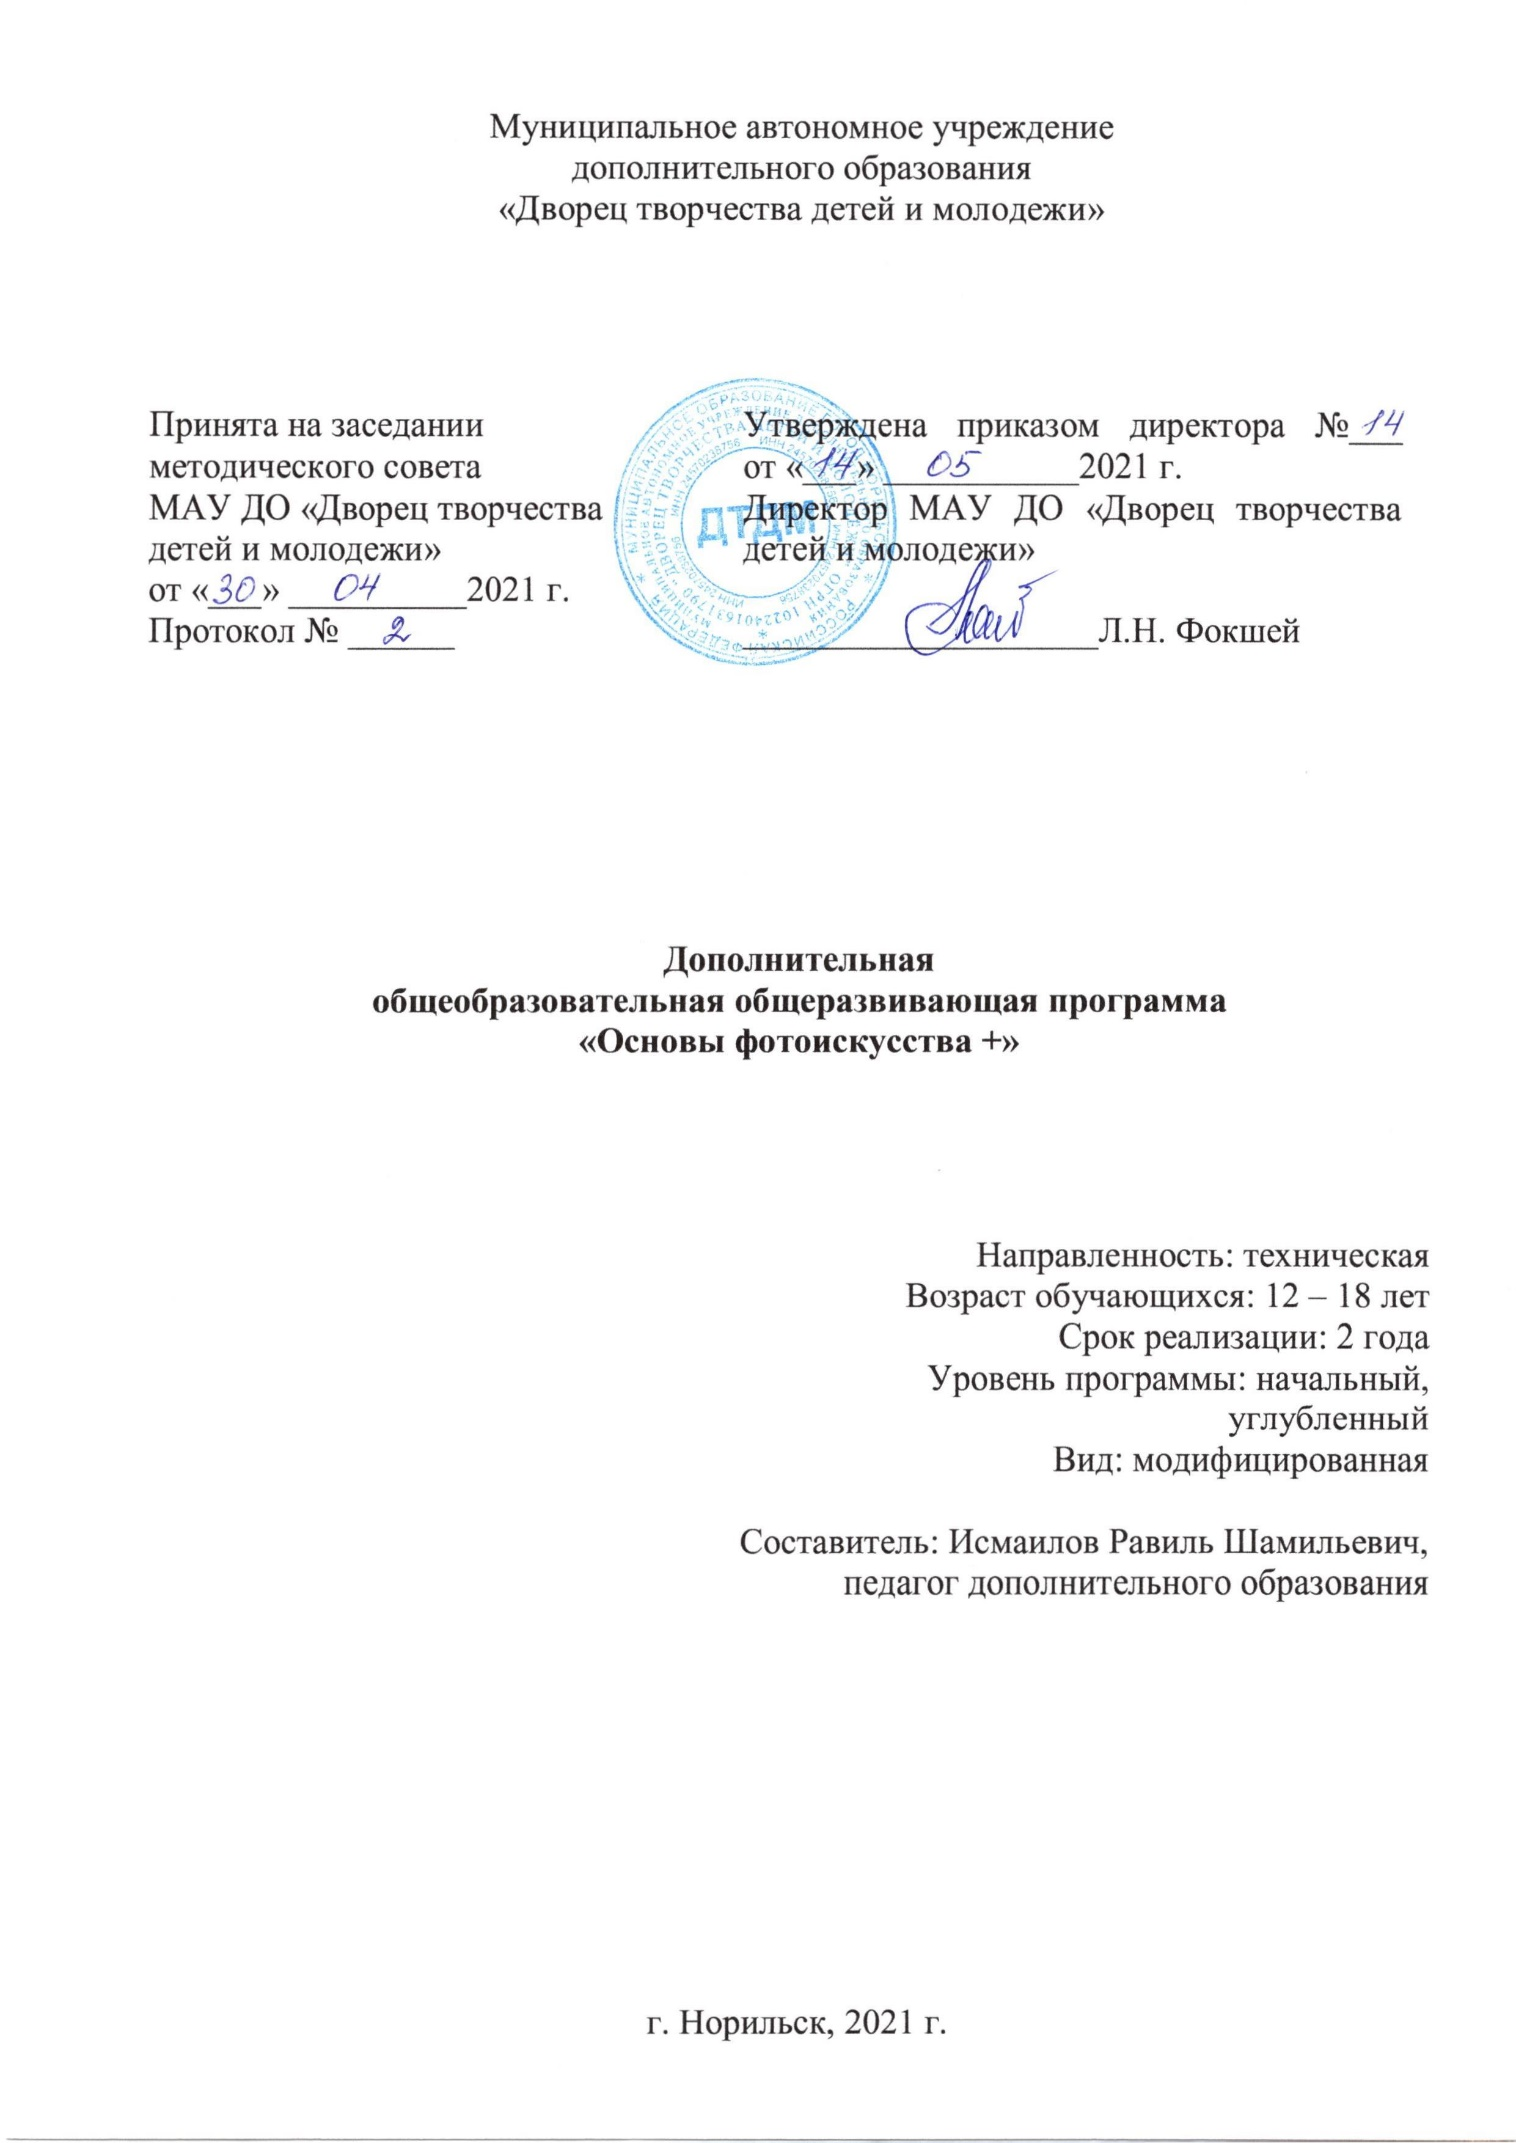 Муниципальное автономное учреждение
дополнительного образования
«Дворец творчества детей и молодежи»
Принята на заседании
методического совета
МАУ ДО «Дворец творчества
детей и молодежи»
от «30» 04 2021 г.
Протокол № 2
Утверждена приказом директора № 14
от «14» 05 2021 г.
Директор МАУ ДО «Дворец творчества
детей и молодежи»
Л.Н. Фокшей
ДТДМ
Дополнительная
общеобразовательная общеразвивающая программа
«Основы фотоискусства +»
Направленность: техническая
Возраст обучающихся: 12 – 18 лет
Срок реализации: 2 года
Уровень программы: начальный,
углубленный
Вид: модифицированная
Составитель: Исмаилов Равиль Шамильевич,
педагог дополнительного образования
г. Норильск, 2021 г.